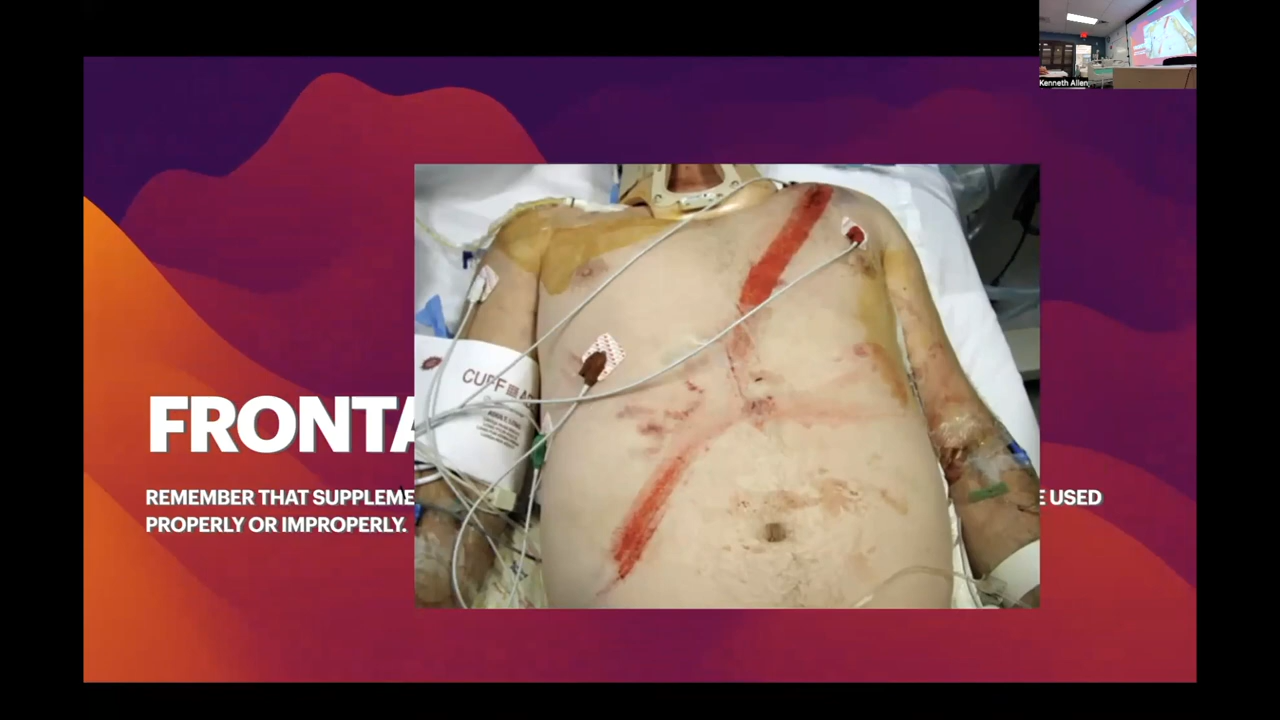 Kenneth Allen
CUFF
FRONTA
REMEMBER THAT SUPPLEME
E USED
PROPERLY OR IMPROPERLY.